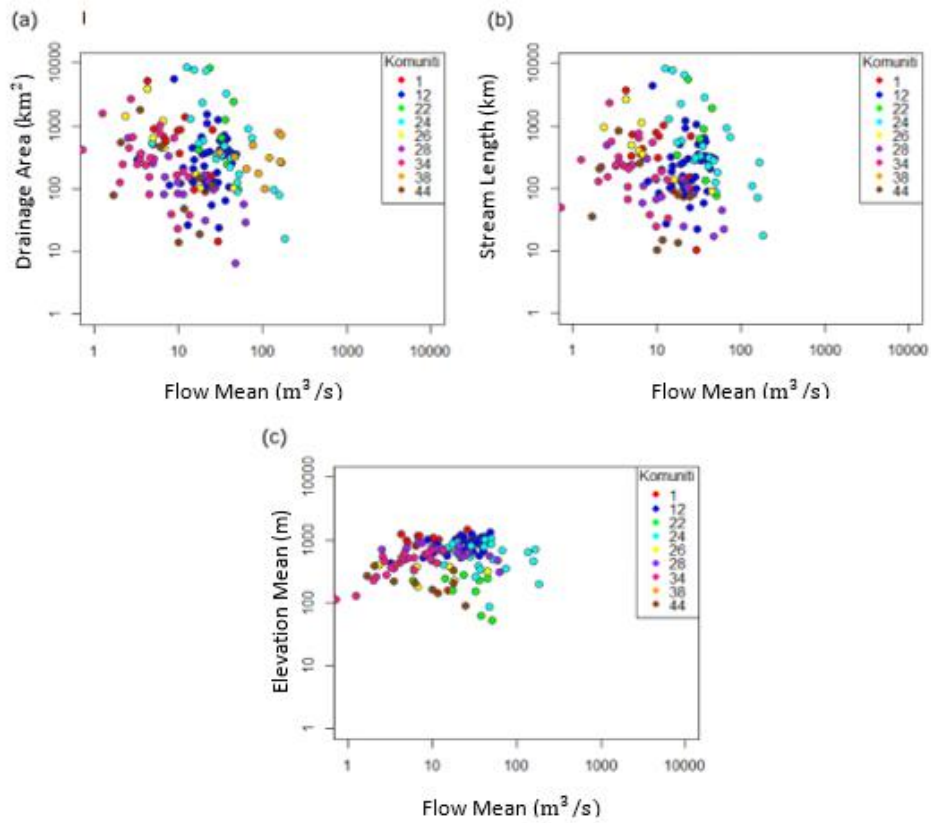 (a)
I
Komuniti
1
12
22
24
26
28
34
38
44
10000
1000
100
10
1
Drainage Area (km²)
1 10 100 1000 10000
Flow Mean (m³/s)
(b)
Komuniti
1
12
22
24
26
28
34
38
44
10000
1000
100
10
1
Stream Length (km)
1 10 100 1000 10000
Flow Mean (m³/s)
(c)
Komuniti
1
12
22
24
26
28
34
38
44
10000
1000
100
10
1
Elevation Mean (m)
1 10 100 1000 10000
Flow Mean (m³/s)